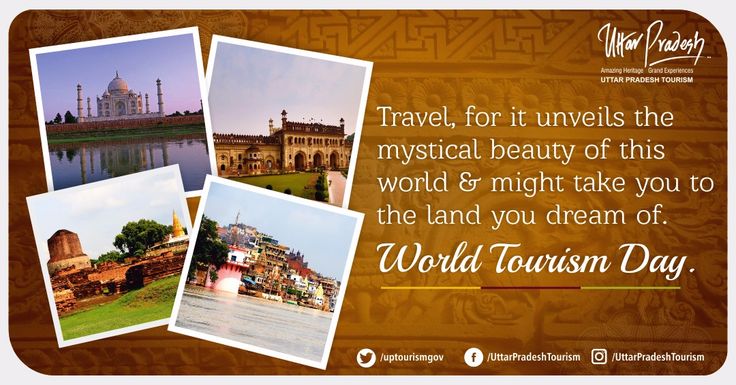 Uttar Pradesh
Amazing Heritage Grand Experiences
UTTAR PRADESH TOURISM
Travel, for it unveils the
mystical beauty of this
world & might take you to
the land you dream of.
World Tourism Day.
/uptourismgov
/UttarPradeshTourism
/UttarPradeshTourism